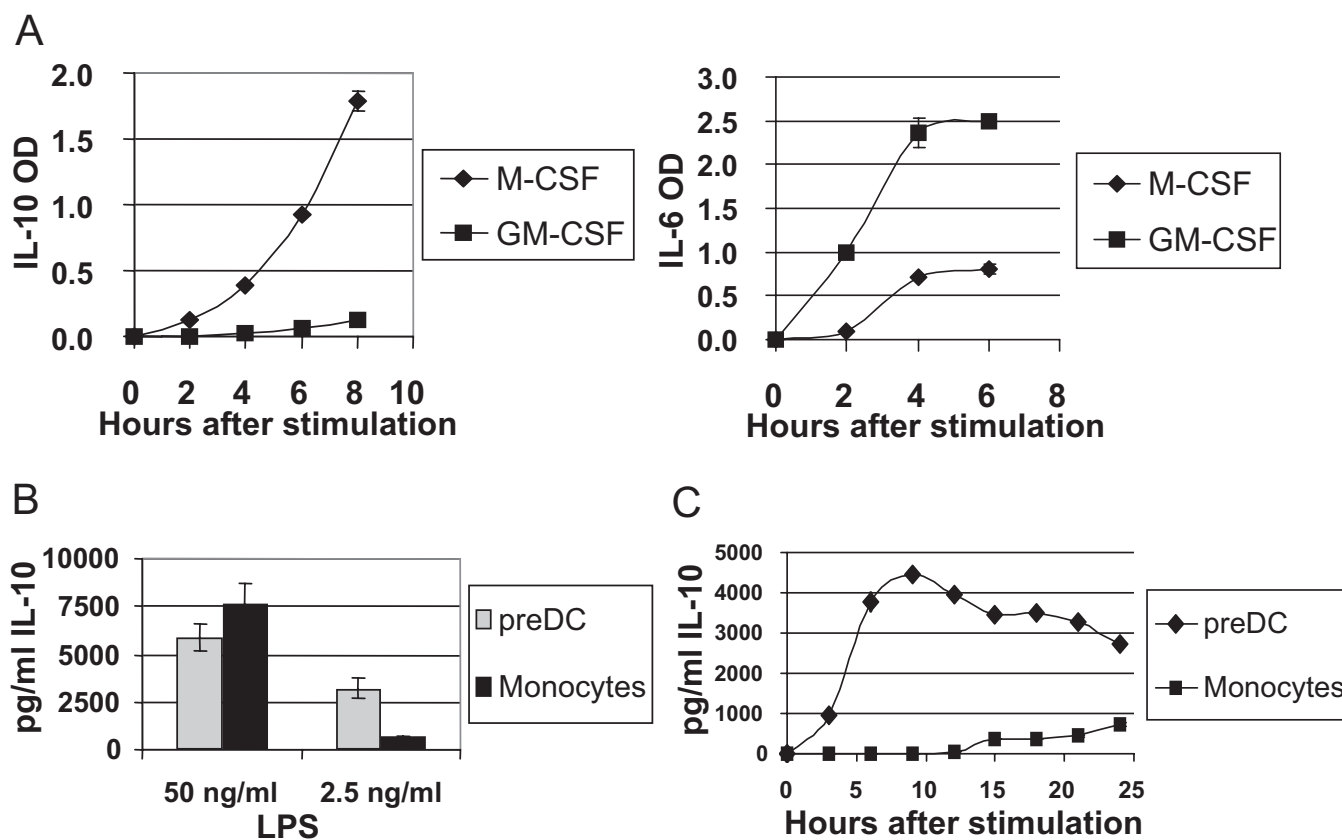 A
2.0
1.5
1.0
0.5
0.0
IL-10 OD
0 2 4 6 8 10
Hours after stimulation
M-CSF
GM-CSF
3.0
2.5
2.0
1.5
1.0
0.5
0.0
IL-6 OD
0 2 4 6 8
Hours after stimulation
M-CSF
GM-CSF
B
10000
7500
5000
2500
0
pg/ml IL-10
50 ng/ml 2.5 ng/ml
LPS
preDC
Monocytes
C
5000
4000
3000
2000
1000
0
pg/ml IL-10
0 5 10 15 20 25
Hours after stimulation
preDC
Monocytes